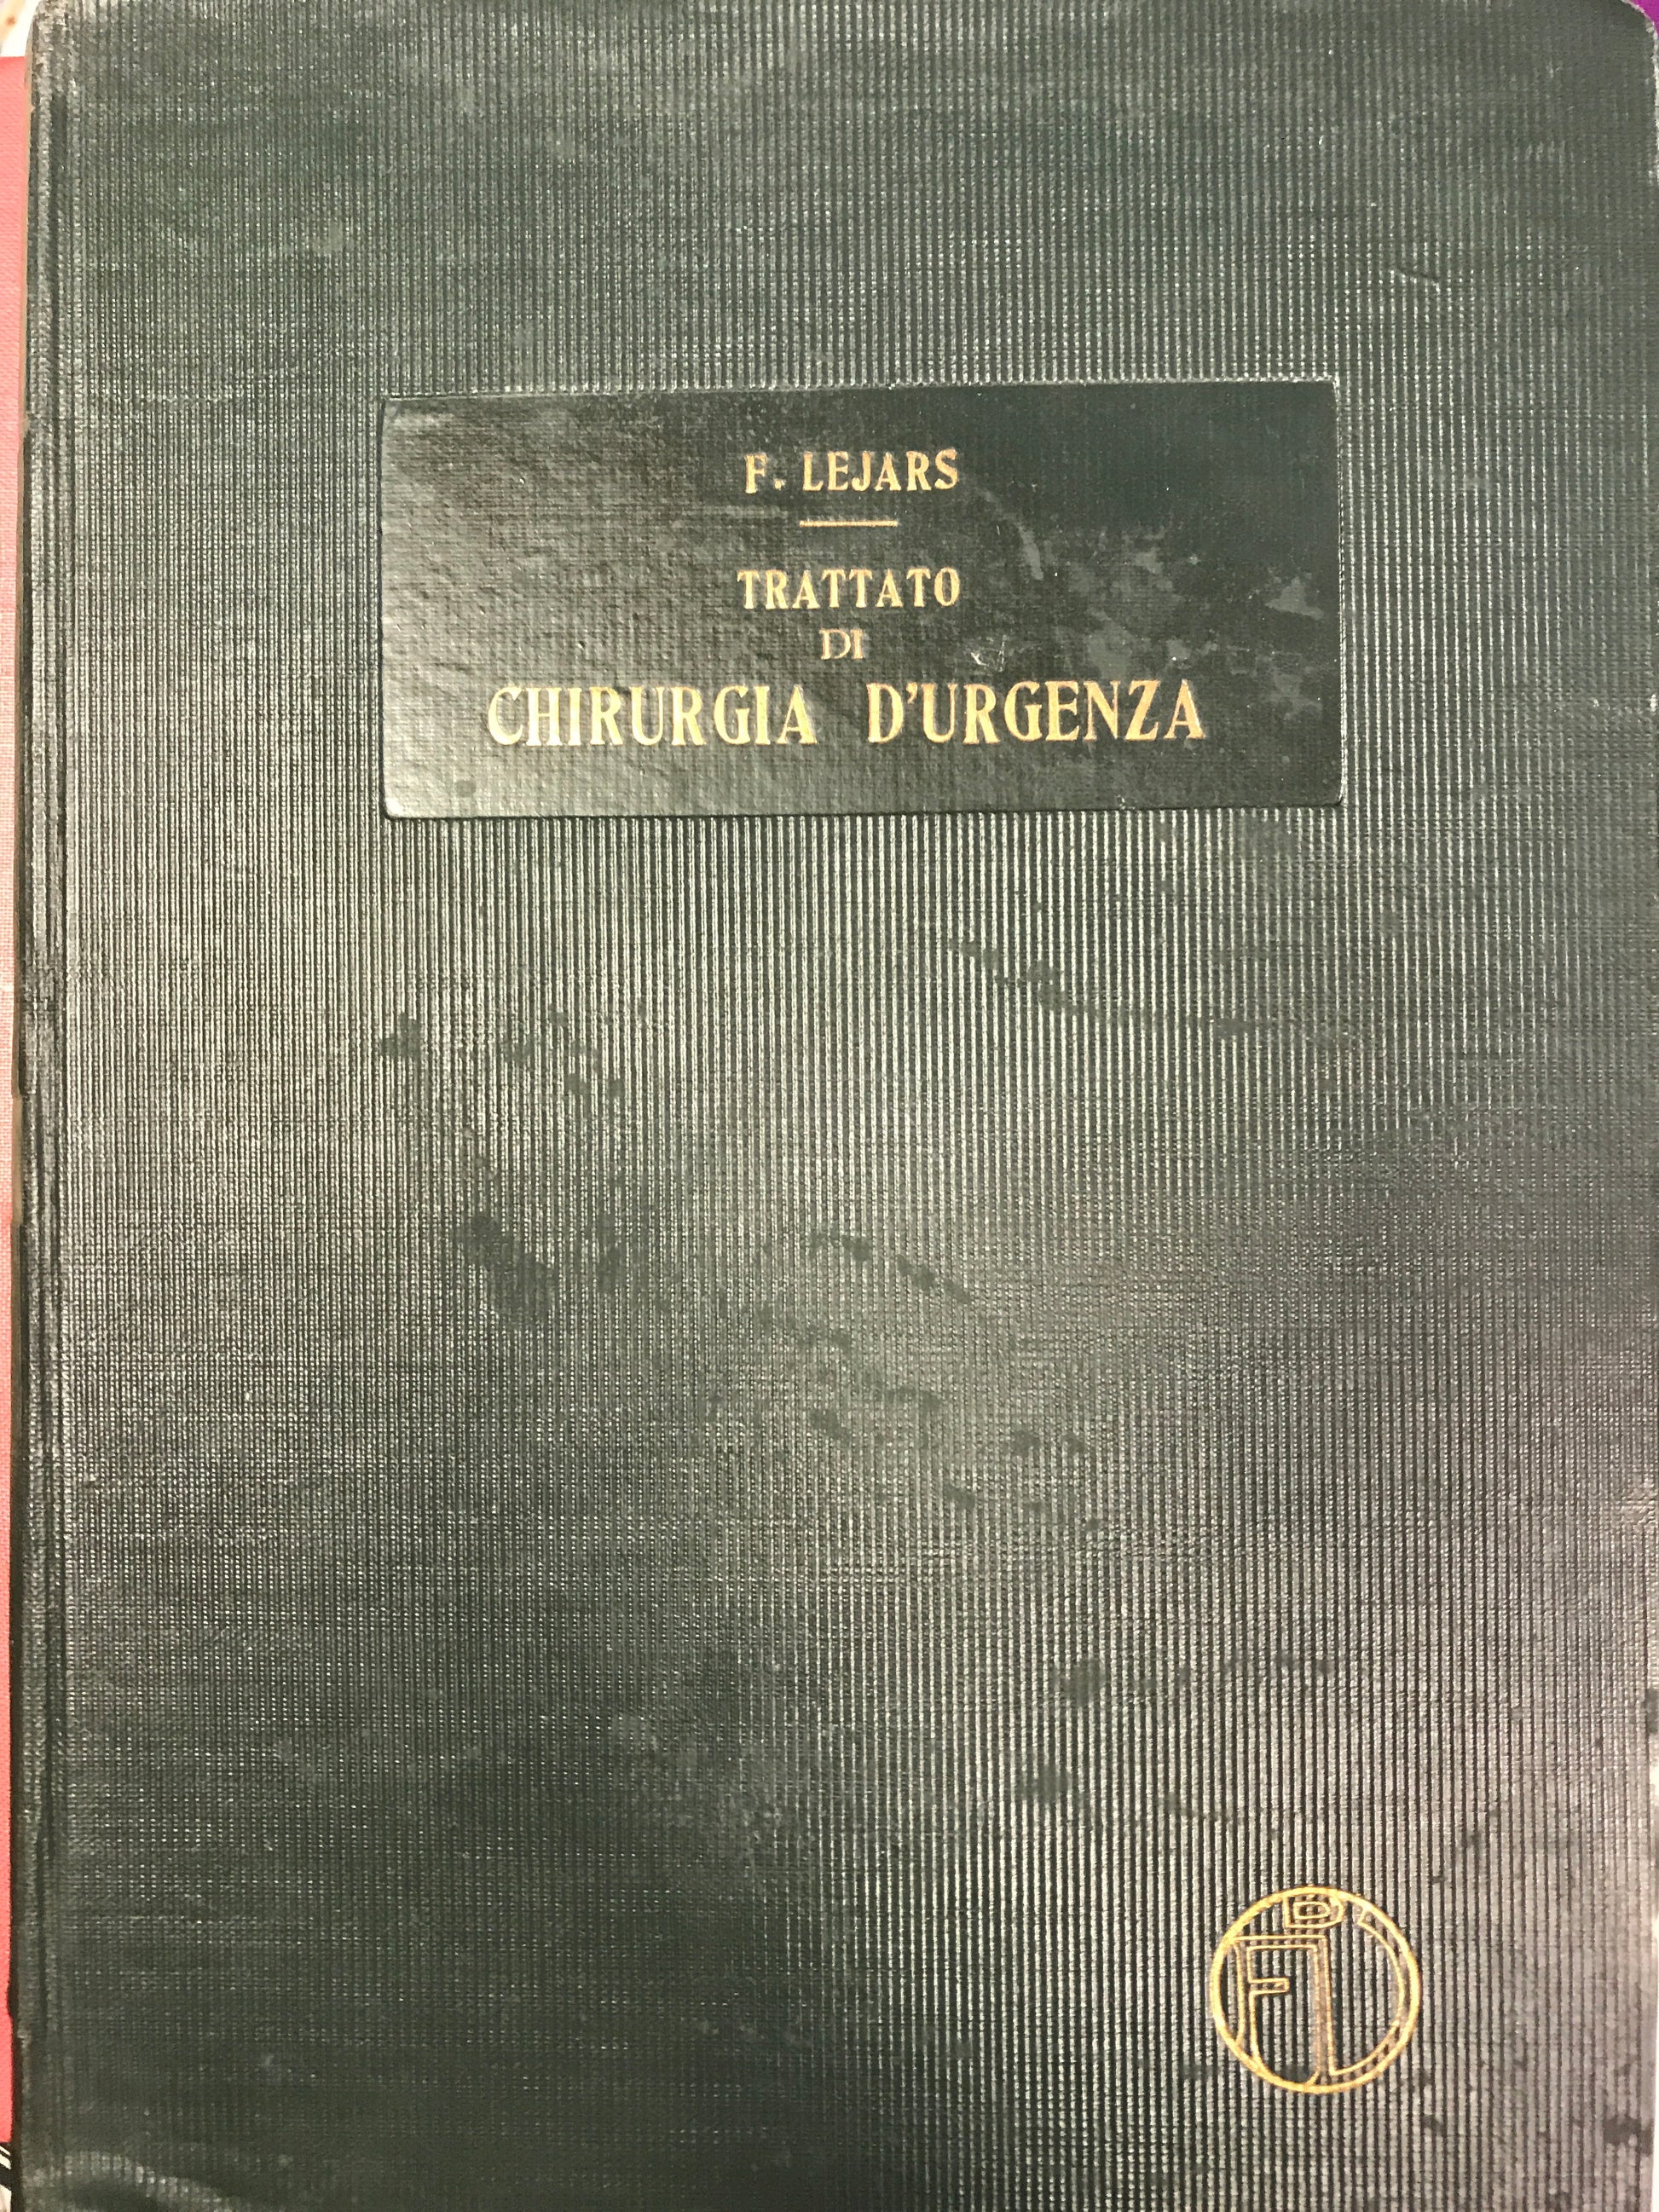 F. LEJARS
TRATTATO
DI
CHIRURGIA D'URGENZA